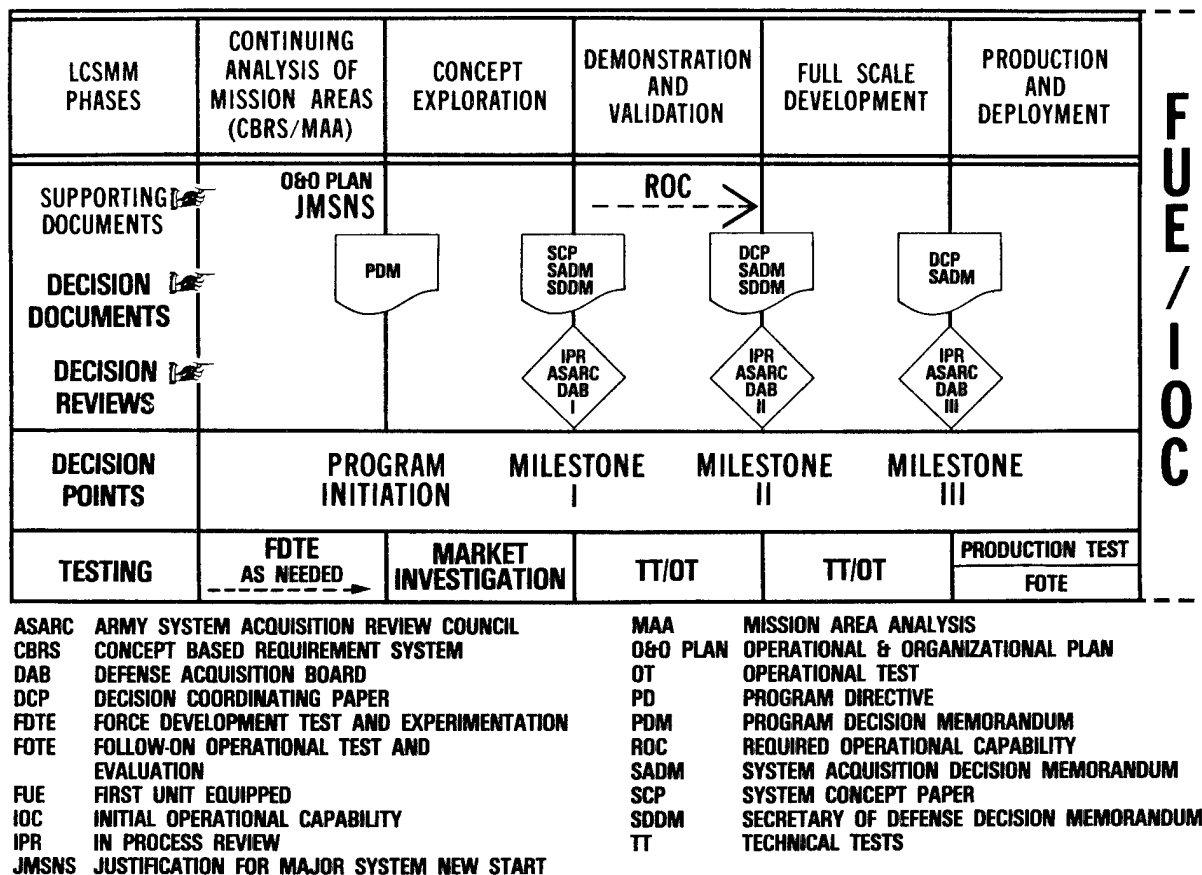 LCSMM
PHASES
CONTINUING
ANALYSIS OF
MISSION AREAS
(CBRS/MAA)
CONCEPT
EXPLORATION
DEMONSTRATION
AND
VALIDATION
FULL SCALE
DEVELOPMENT
PRODUCTION
AND
DEPLOYMENT
FUE/IOC
SUPPORTING
DOCUMENTS
O&O PLAN
JMSNS
ROC
DECISION
DOCUMENTS
PDM
SCP
SADM
SDDM
DCP
SADM
SDDM
DCP
SADM
DECISION
REVIEWS
IPR
ASARC
DAB
I
IPR
ASARC
DAB
II
IPR
ASARC
DAB
III
DECISION
POINTS
PROGRAM
INITIATION
MILESTONE
I
MILESTONE
II
MILESTONE
III
TESTING
FDTE
AS NEEDED
MARKET
INVESTIGATION
TT/OT
TT/OT
PRODUCTION TEST
FOTE
ASARC ARMY SYSTEM ACQUISITION REVIEW COUNCIL
CBRS CONCEPT BASED REQUIREMENT SYSTEM
DAB DEFENSE ACQUISITION BOARD
DCP DECISION COORDINATING PAPER
FDTE FORCE DEVELOPMENT TEST AND EXPERIMENTATION
FOTE FOLLOW-ON OPERATIONAL TEST AND
EVALUATION
FUE FIRST UNIT EQUIPPED
IOC INITIAL OPERATIONAL CAPABILITY
IPR IN PROCESS REVIEW
JMSNS JUSTIFICATION FOR MAJOR SYSTEM NEW START
MAA MISSION AREA ANALYSIS
O&O PLAN OPERATIONAL & ORGANIZATIONAL PLAN
OT OPERATIONAL TEST
PD PROGRAM DIRECTIVE
PDM PROGRAM DECISION MEMORANDUM
ROC REQUIRED OPERATIONAL CAPABILITY
SADM SYSTEM ACQUISITION DECISION MEMORANDUM
SCP SYSTEM CONCEPT PAPER
SDDM SECRETARY OF DEFENSE DECISION MEMORANDUM
TT TECHNICAL TESTS